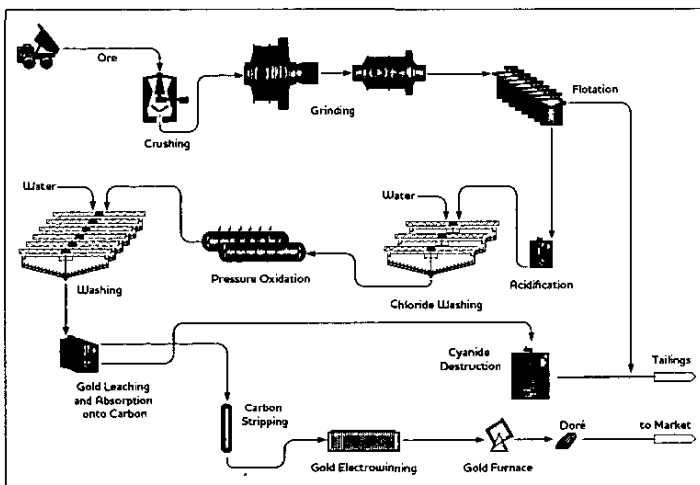 Ore
Crushing
Grinding
Flotation
Water
Washing
Pressure Oxidation
Water
Chloride Washing
Acidification
Gold Leaching
and Absorption
onto Carbon
Cyanide
Destruction
Tailings
Carbon
Stripping
Gold Electrowinning
Gold Furnace
Doré
to Market